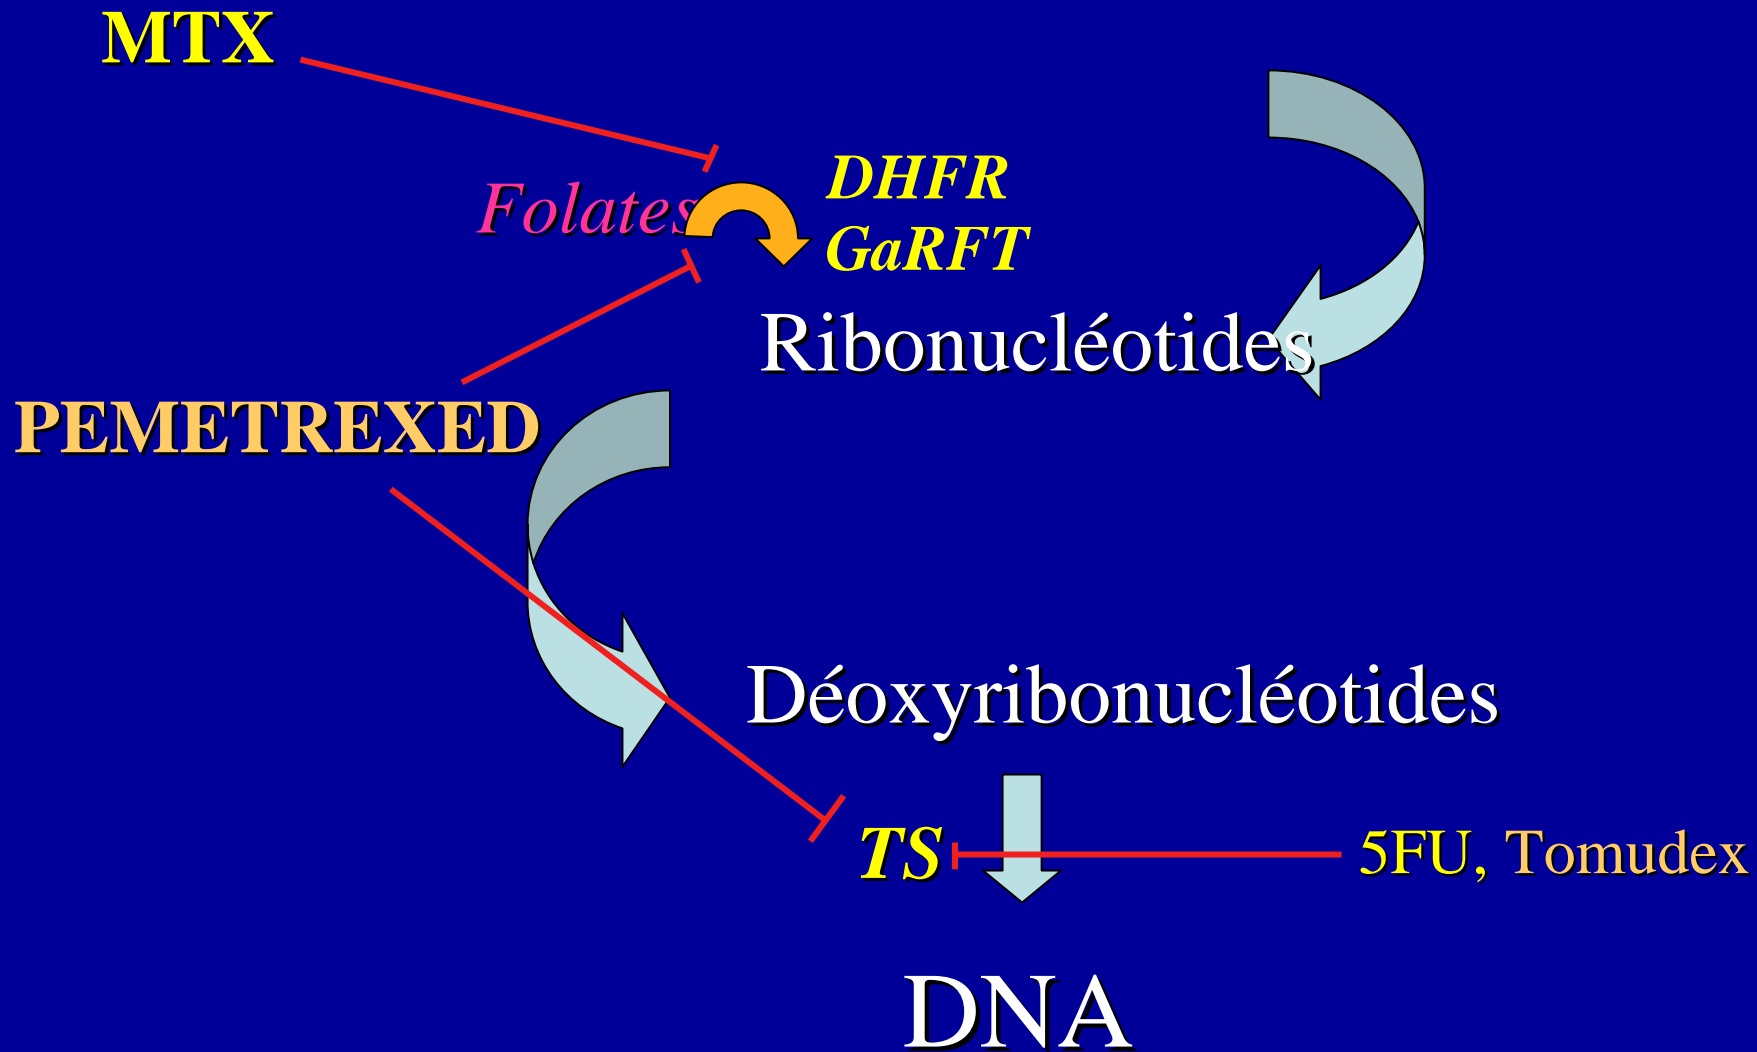 MTX
DHFR
Folates
GaRFT
Ribonucléotides
PEMETREXED
Déoxyribonucléotides
TS
5FU, Tomudex
DNA